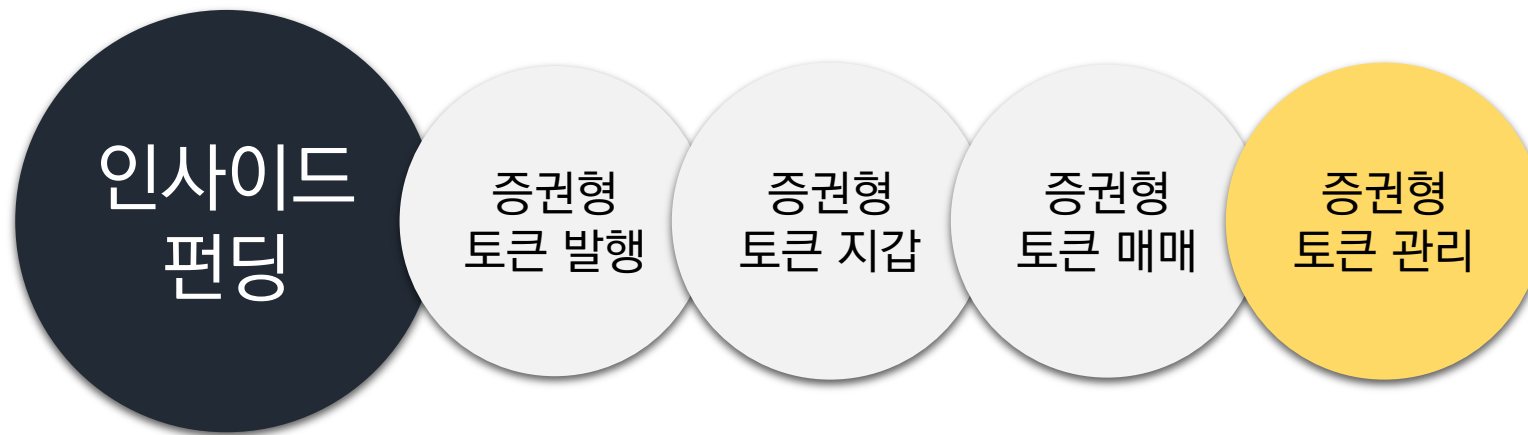 인사이드
펀딩
증권형
토큰 발행
증권형
토큰 지갑
증권형
토큰 매매
증권형
토큰 관리